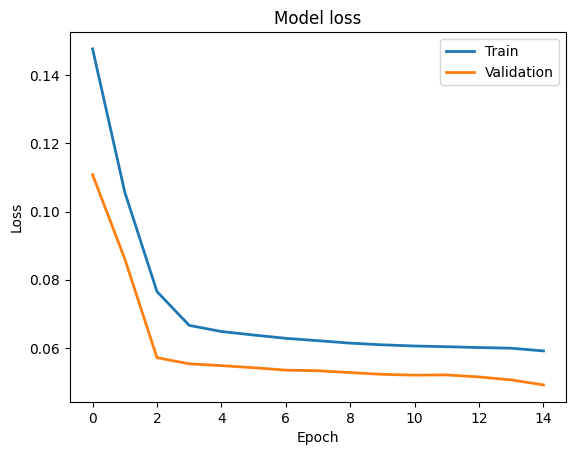 Model loss
Train
Validation
0.14
0.12
0.10
0.08
0.06
Loss
0 2 4 6 8 10 12 14
Epoch